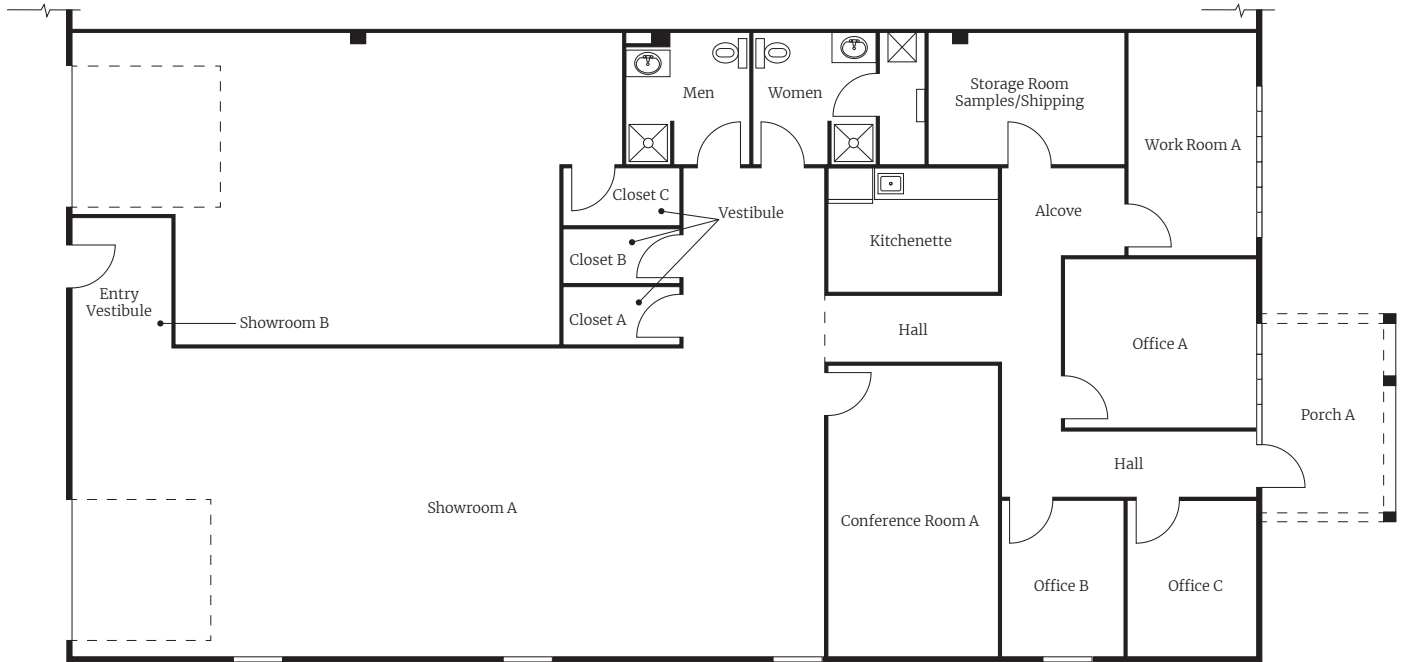 Men
Women
Storage Room
Samples/Shipping
Work Room A
Closet C
Vestibule
Alcove
Kitchenette
Closet B
Entry
Vestibule
Showroom B
Closet A
Hall
Office A
Porch A
Hall
Showroom A
Conference Room A
Office B
Office C